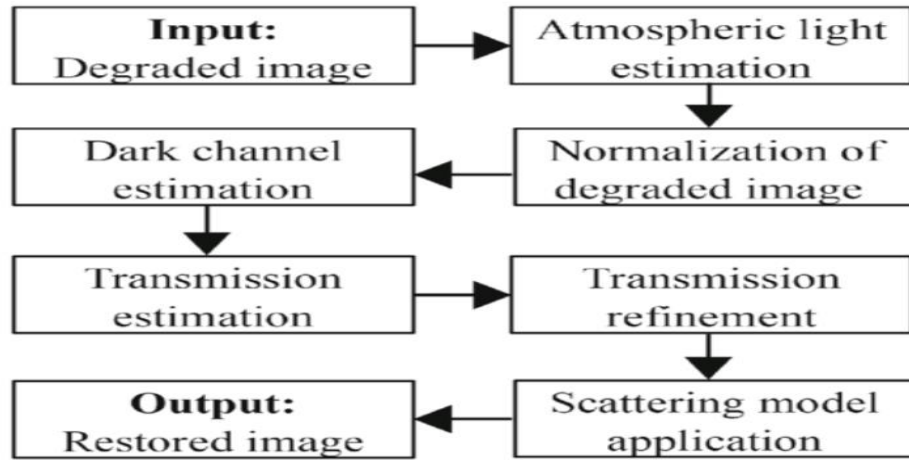 Input:
Degraded image
Atmospheric light
estimation
Normalization of
degraded image
Dark channel
estimation
Transmission
estimation
Transmission
refinement
Scattering model
application
Output:
Restored image